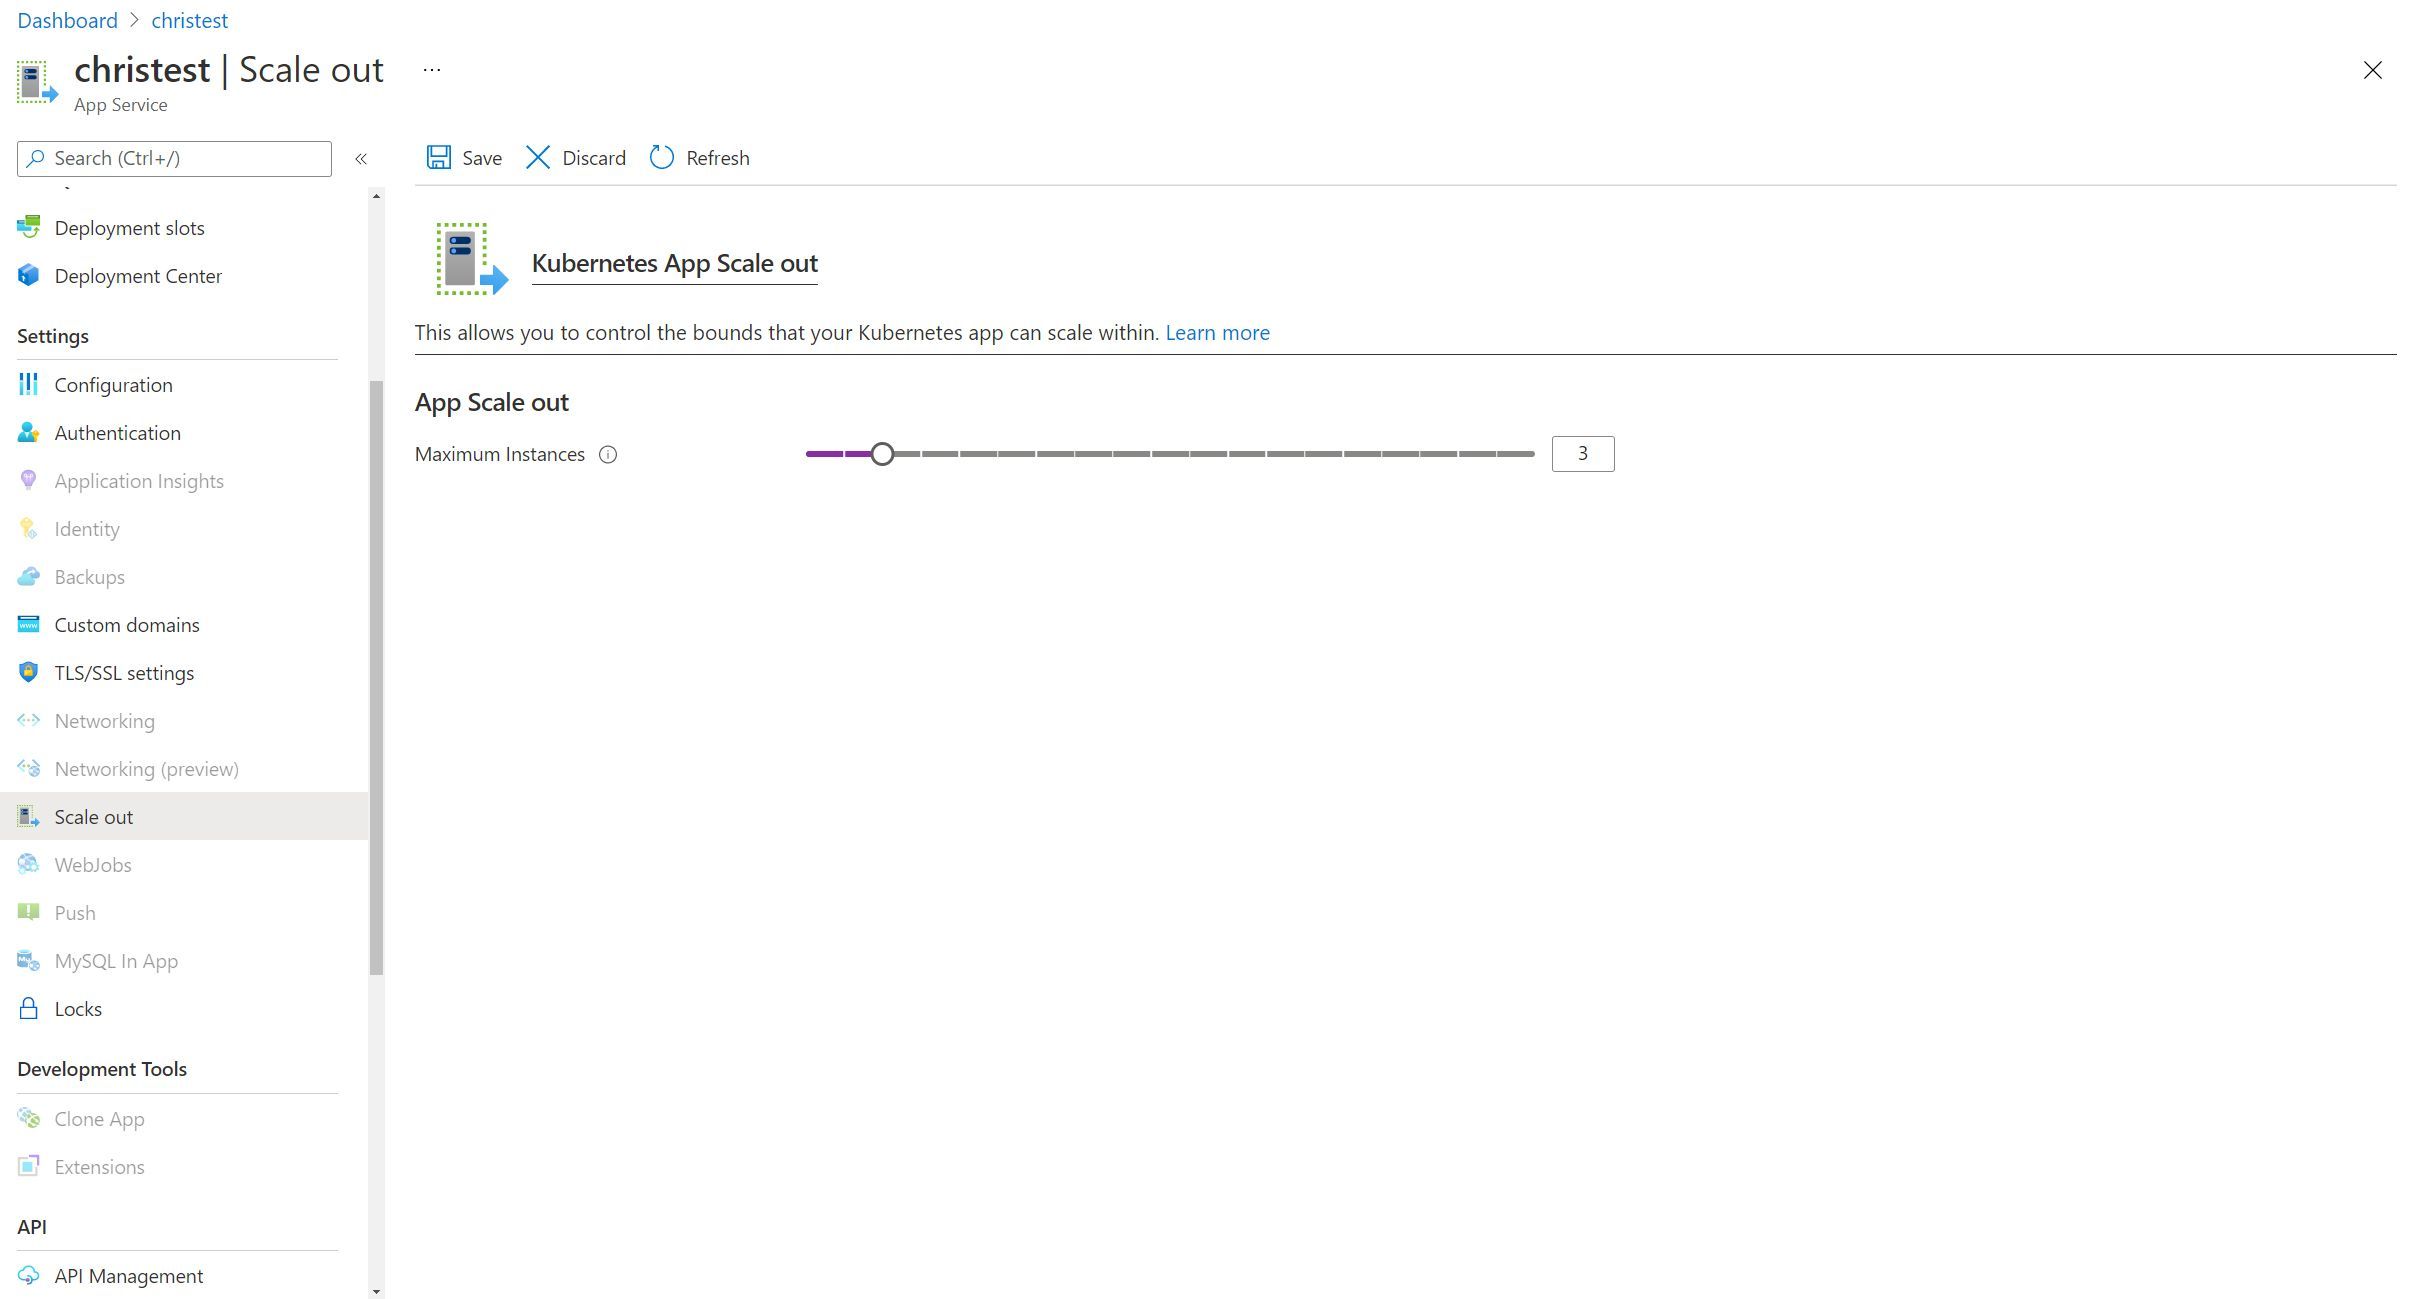 Dashboard > christest
christest | Scale out ...
App Service
Search (Ctrl+/) «
Save Discard Refresh
Deployment slots
Deployment Center
Settings
Configuration
Authentication
Application Insights
Identity
Backups
Custom domains
TLS/SSL settings
Networking
Networking (preview)
Scale out
WebJobs
Push
MySQL In App
Locks
Development Tools
Clone App
Extensions
API
API Management
Kubernetes App Scale out
This allows you to control the bounds that your Kubernetes app can scale within. Learn more
App Scale out
Maximum Instances 3